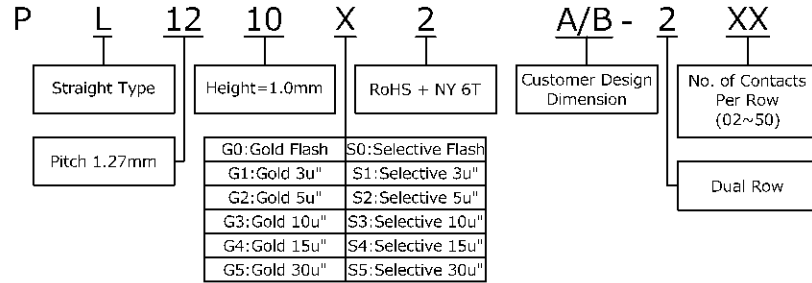 P L 12 10 X 2 A/B - 2 XX
Straight Type
Height=1.0mm
RoHS + NY 6T
Customer Design
Dimension
No. of Contacts
Per Row
(02~50)
Pitch 1.27mm
G0:Gold Flash S0:Selective Flash
G1:Gold 3u" S1:Selective 3u"
G2:Gold 5u" S2:Selective 5u"
G3:Gold 10u" S3:Selective 10u"
G4:Gold 15u" S4:Selective 15u"
G5:Gold 30u" S5:Selective 30u"
Dual Row